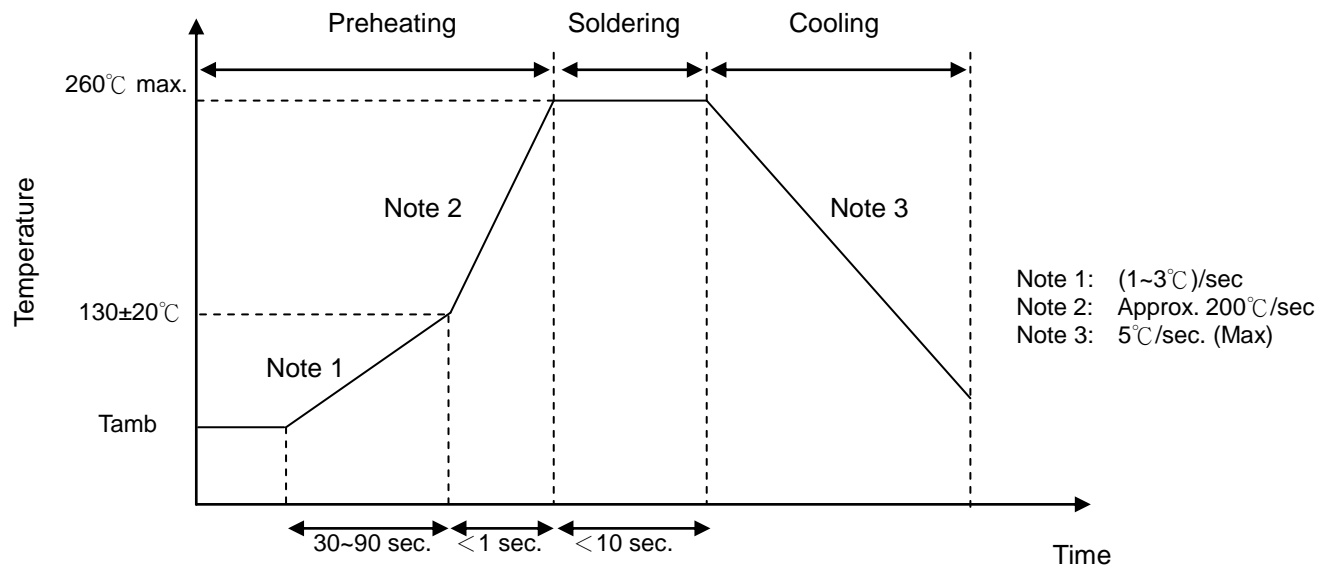 Preheating Soldering Cooling
260℃ max.
Temperature
Note 2 Note 3
130±20℃
Note 1
Tamb
Note 1: (1~3℃)/sec
Note 2: Approx. 200℃/sec
Note 3: 5℃/sec. (Max)
30~90 sec. <1 sec. <10 sec.
Time